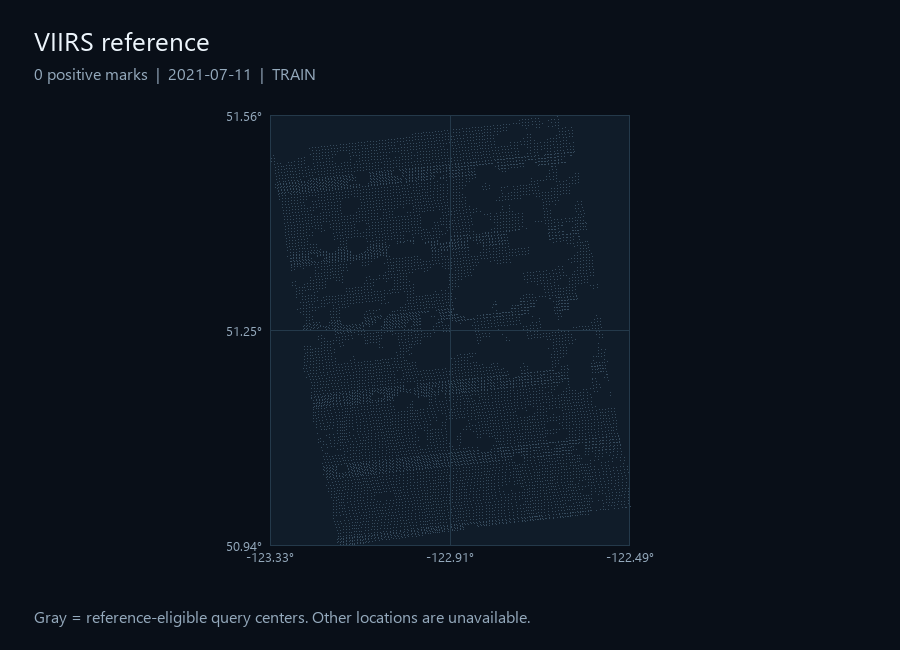 VIIRS reference
0 positive marks | 2021-07-11 | TRAIN
51.56°
51.25°
50.94°
-123.33°
-122.91°
-122.49°
Gray = reference-eligible query centers. Other locations are unavailable.